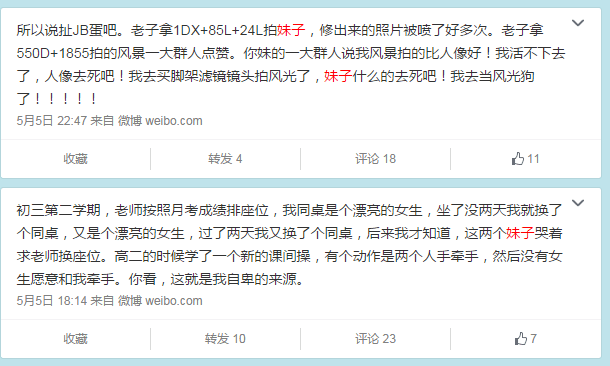 所以说扯JB蛋吧。老子拿1DX+85L+24L拍妹子，修出来的照片被喷了好多次。老子拿
550D+1855拍的风景一大群人点赞。你妹的一大群人说我风景拍的比人像好！我活不下去
了，人像去死吧！我去买脚架滤镜镜头拍风光了，妹子什么的去死吧！我去当风光狗
了！！！！！
5月5日 22:47 来自 微博 weibo.com
收藏 转发 4 评论 18 11
初三第二学期，老师按照月考成绩排座位，我同桌是个漂亮的女生，坐了没两天我就换了
个同桌，又是个漂亮的女生，过了两天我又换了个同桌，后来我才知道，这两个妹子哭着
求老师换座位。高二的时候学了一个新的课间操，有个动作是两个人手牵手，然后没有女
生愿意和我牵手。你看，这就是我自卑的来源。
5月5日 18:14 来自 微博 weibo.com
收藏 转发 10 评论 23 7